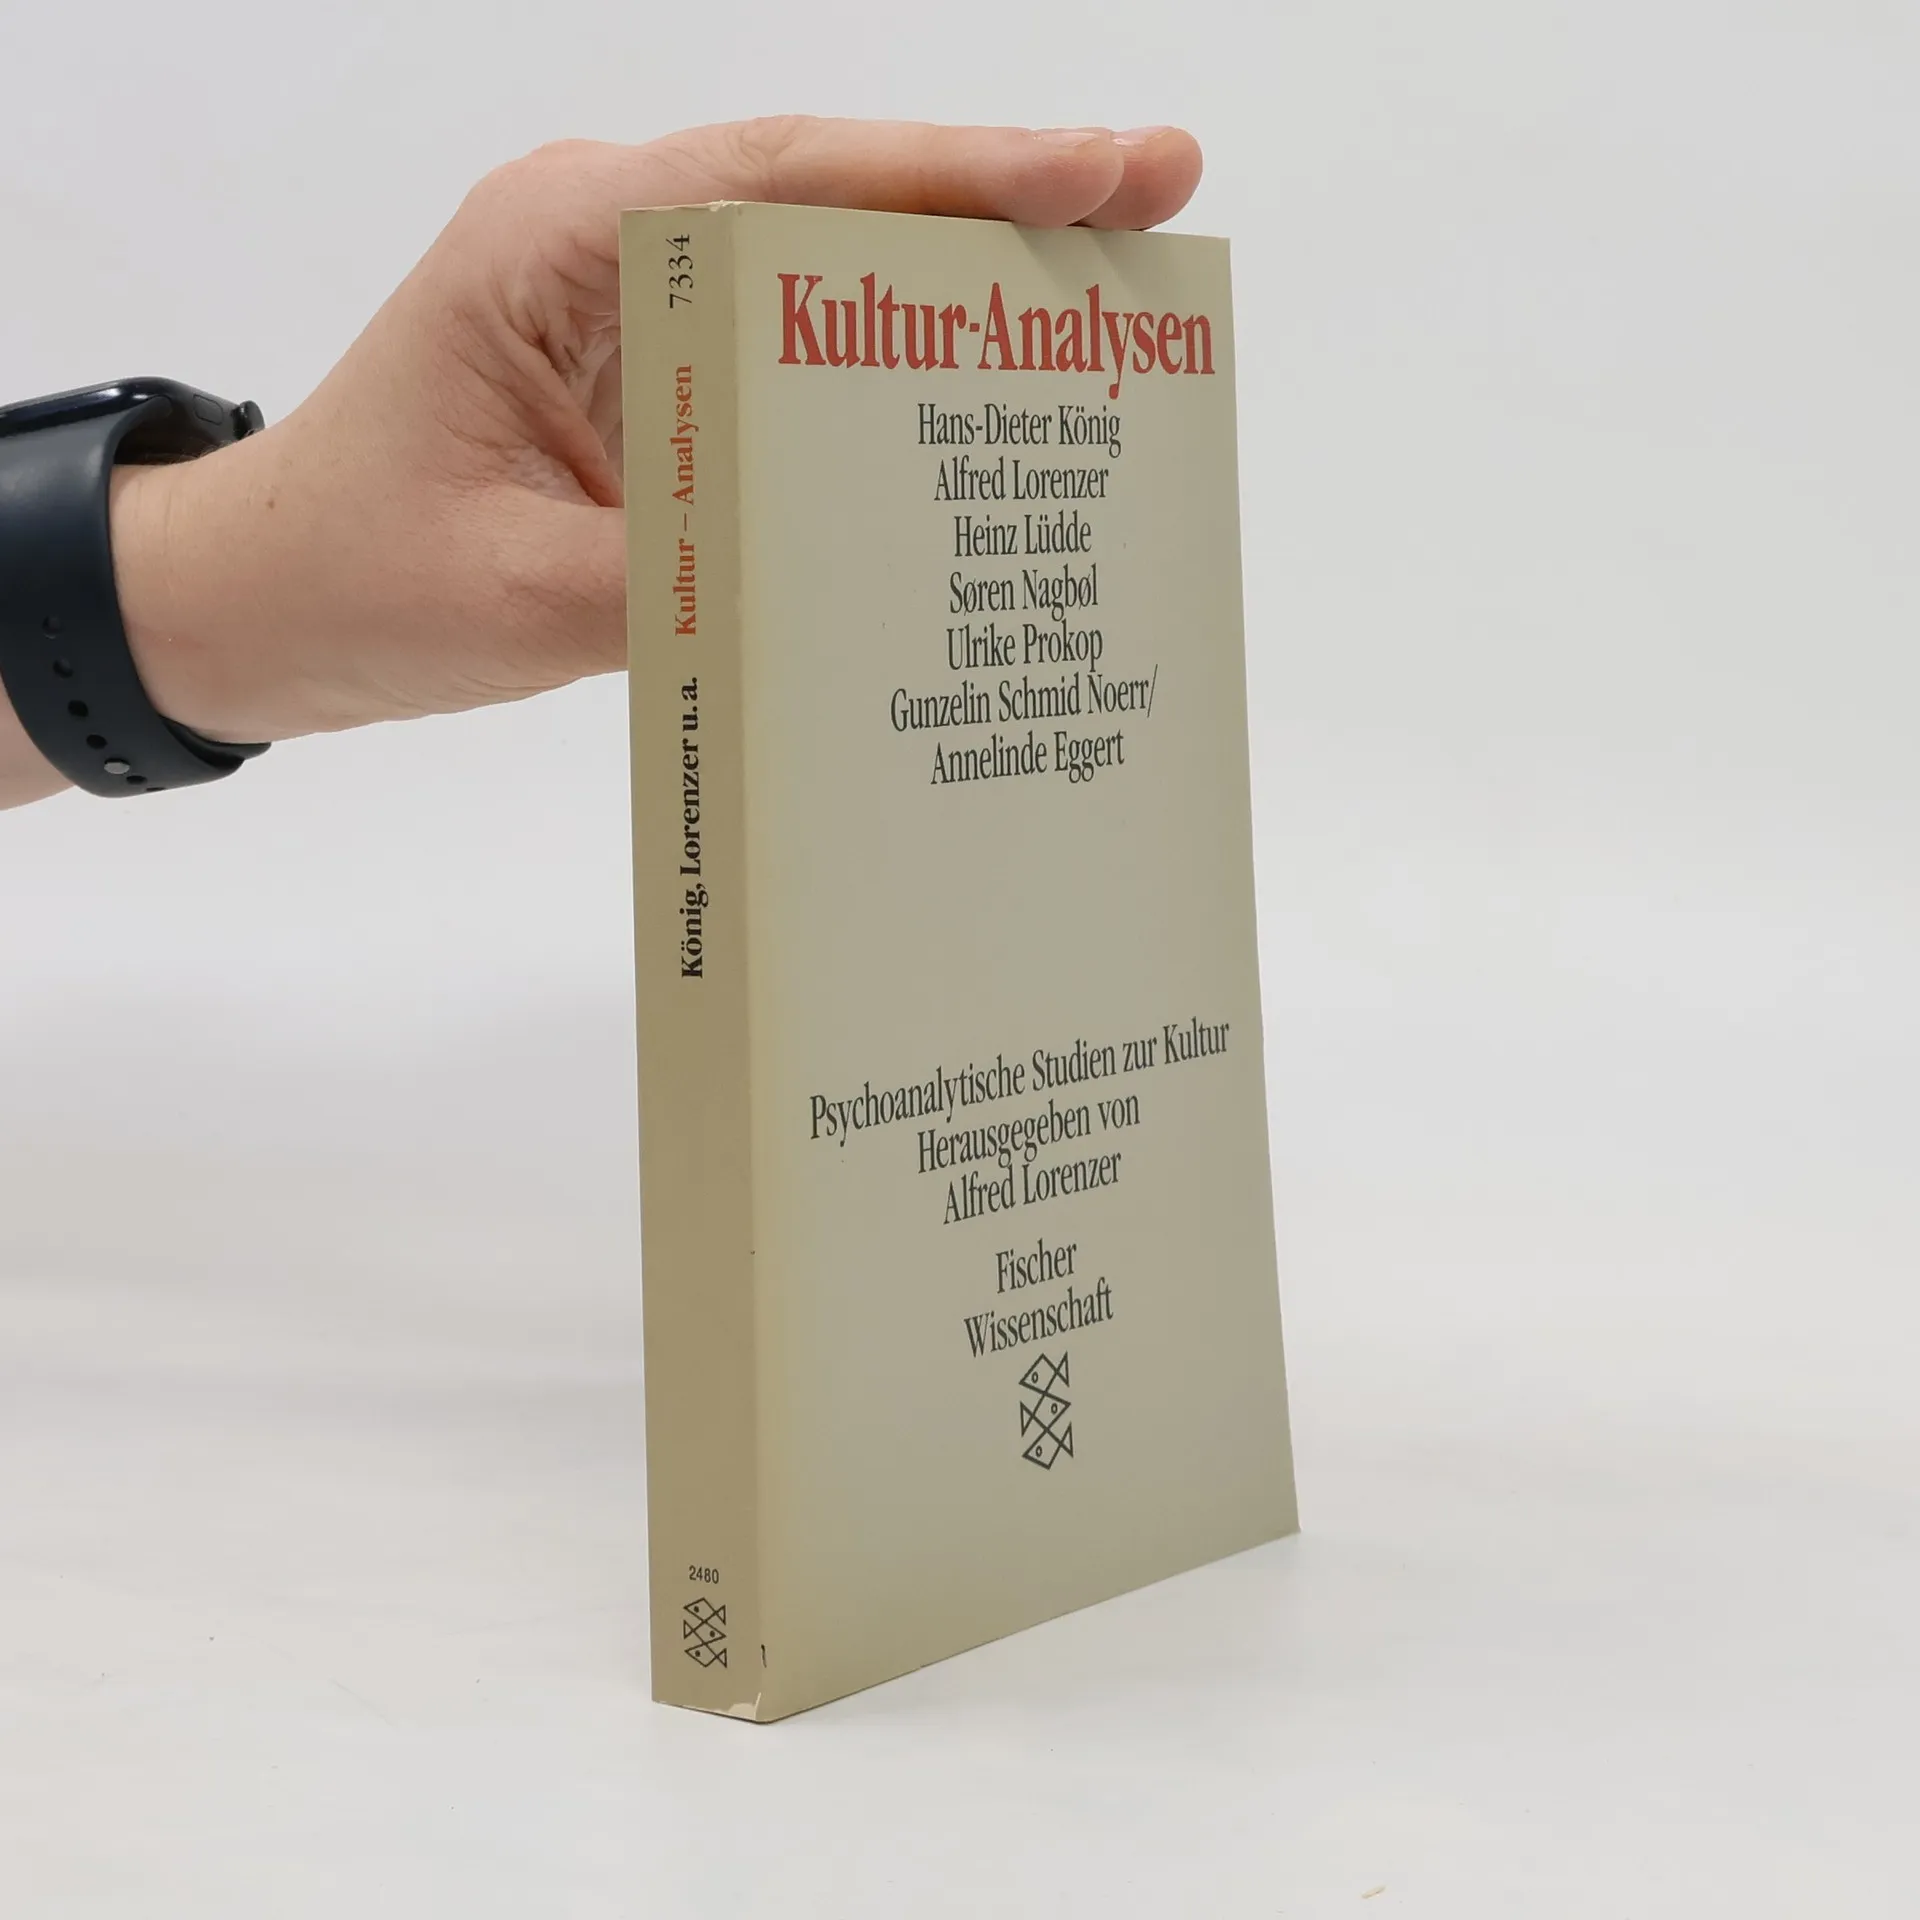 7334
Kultur – Analysen
König, Lorenzer u. a.
2480
Kultur-Analysen
Hans-Dieter König
Alfred Lorenzer
Heinz Lüdde
Søren Nagbøl
Ulrike Prokop
Gunzelin Schmid Noerr/
Annelinde Eggert
Psychoanalytische Studien zur Kultur
Herausgegeben von
Alfred Lorenzer
Fischer
Wissenschaft